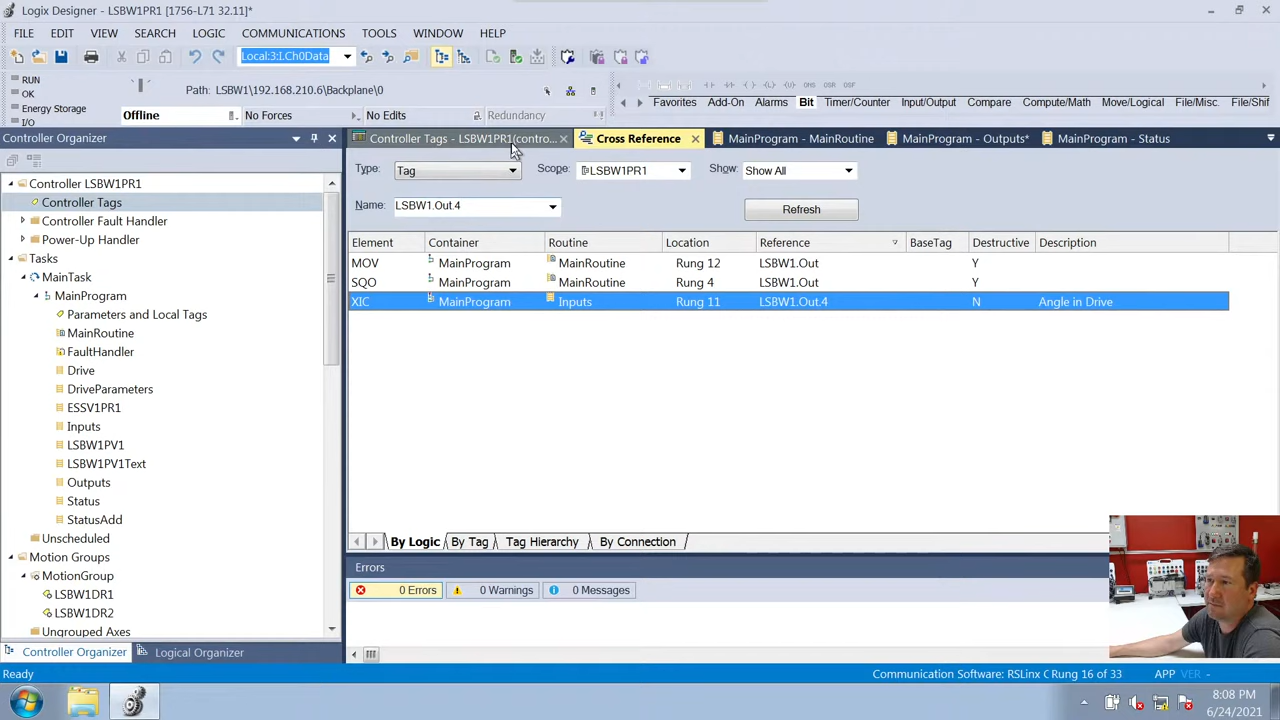 Logix Designer - LSBW1PR1 [1756-L71 32.11]*
FILE EDIT VIEW SEARCH LOGIC COMMUNICATIONS TOOLS WINDOW HELP
Local:3:I.Ch0Data
RUN
OK
Energy Storage
I/O
Path: LSBW1\192.168.210.6\Backplane\0
Offline No Forces No Edits Redundancy
Favorites Add-On Alarms Bit Timer/Counter Input/Output Compare Compute/Math Move/Logical File/Misc. File/Shif
Controller Organizer
Controller Tags - LSBW1PR1(contro... Cross Reference MainProgram - MainRoutine MainProgram - Outputs* MainProgram - Status
Controller LSBW1PR1
Controller Tags
Controller Fault Handler
Power-Up Handler
Tasks
MainTask
MainProgram
Parameters and Local Tags
MainRoutine
FaultHandler
Drive
DriveParameters
ESSV1PR1
Inputs
LSBW1PV1
LSBW1PV1Text
Outputs
Status
StatusAdd
Unscheduled
Motion Groups
MotionGroup
LSBW1DR1
LSBW1DR2
Ungrouped Axes
Controller Organizer Logical Organizer
Type: Tag Scope: LSBW1PR1 Show: Show All
Name: LSBW1.Out.4 Refresh
Element Container Routine Location Reference BaseTag Destructive Description
MOV MainProgram MainRoutine Rung 12 LSBW1.Out Y
SQO MainProgram MainRoutine Rung 4 LSBW1.Out Y
XIC MainProgram Inputs Rung 11 LSBW1.Out.4 N Angle in Drive
By Logic By Tag Tag Hierarchy By Connection
Errors
0 Errors 0 Warnings 0 Messages
Ready
Communication Software: RSLinx C Rung 16 of 33 APP VER -
8:08 PM
6/24/2021